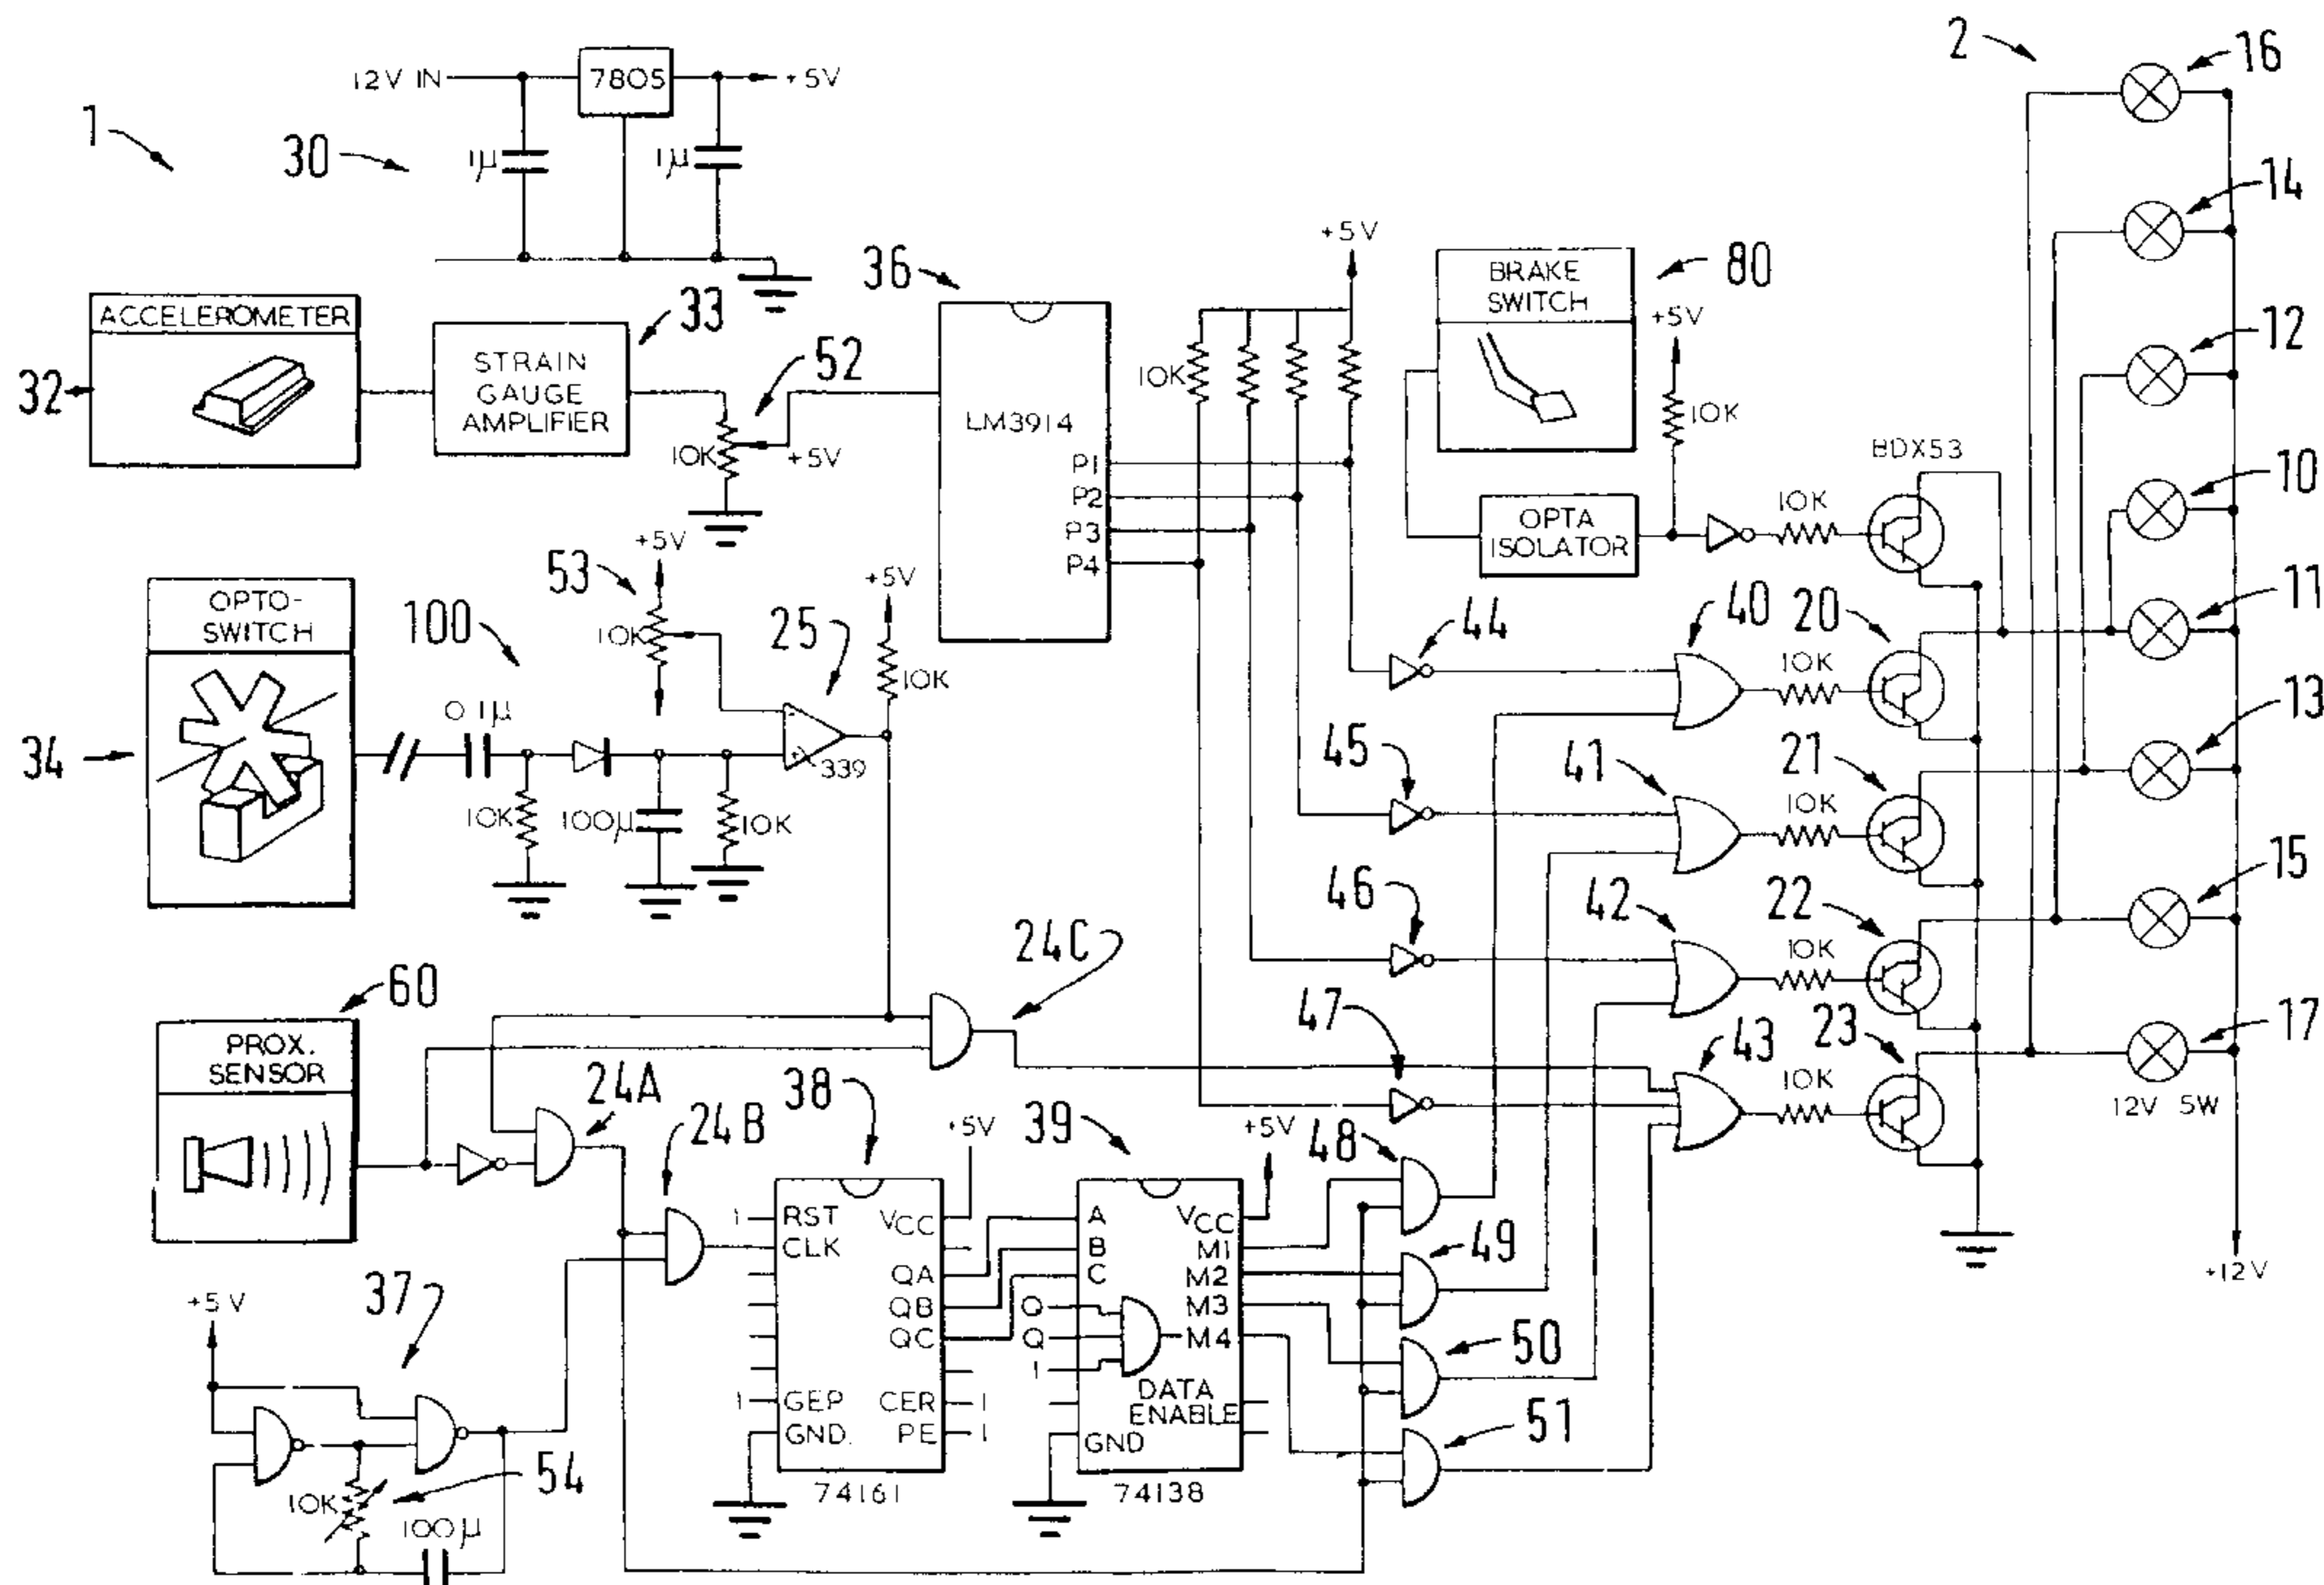 2
16
12V IN
7805
+5V
1
30
1μ
1μ
14
36
+5V
BRAKE
SWITCH
80
ACCELEROMETER
33
32
STRAIN
GAUGE
AMPLIFIER
52
10K
+5V
LM3914
P1
P2
P3
P4
10K
+5V
10K
12
BDX53
10
10K
OPTA
ISOLATOR
OPTO-
SWITCH
34
100
53
+5V
10K
25
+5V
10K
0.1μ
339
10K
100μ
10K
44
40
20
10K
11
45
41
21
10K
13
46
42
22
10K
15
24C
47
43
23
10K
17
12V 5W
60
PROX.
SENSOR
24A
24B
38
+5V
39
+5V
48
1
RST
VCC
CLK
QA
QB
QC
1
GEP
CER
1
GND.
PE
1
74161
A
VCC
B
M1
C
M2
O
M3
O
M4
1
DATA
ENABLE
GND
74138
49
50
51
+12V
37
+5V
10K
54
100μ